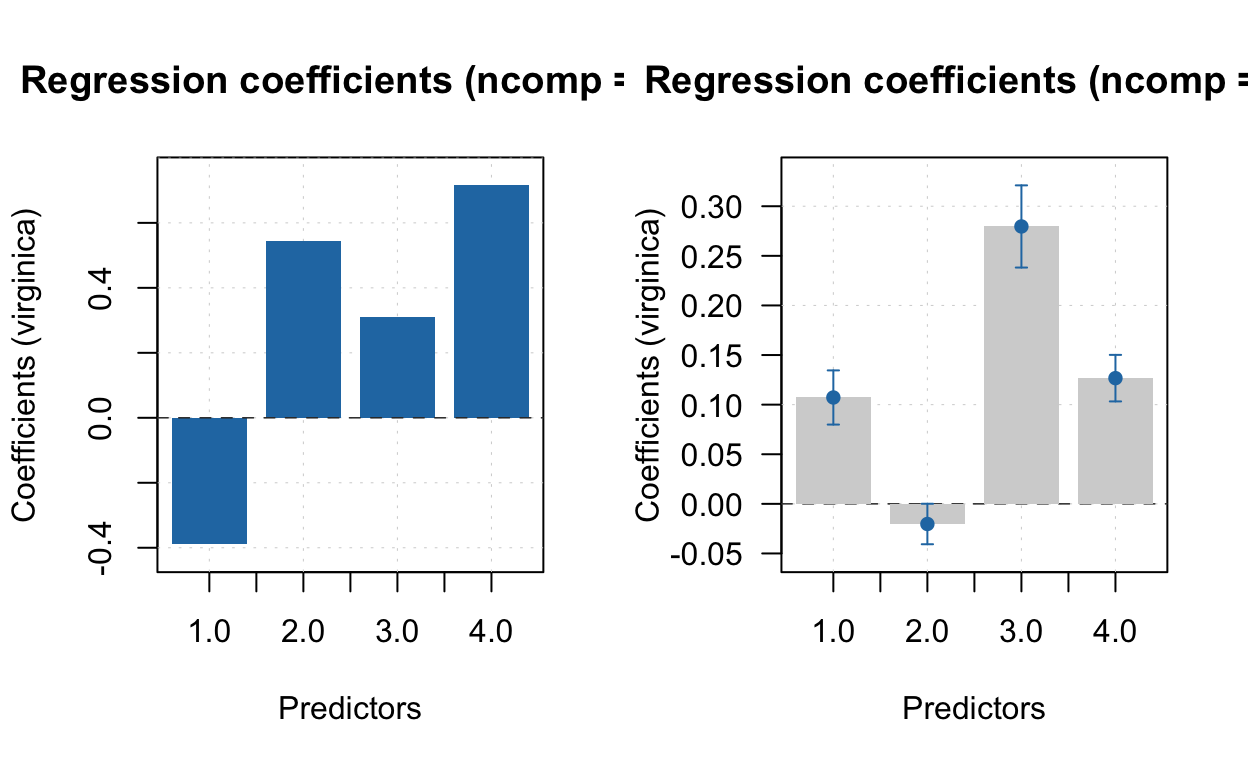 Regression coefficients (ncomp =
Coefficients (virginica)
0.4
0.0
-0.4
1.0 2.0 3.0 4.0
Predictors
Regression coefficients (ncomp =
Coefficients (virginica)
0.30
0.25
0.20
0.15
0.10
0.05
0.00
-0.05
1.0 2.0 3.0 4.0
Predictors